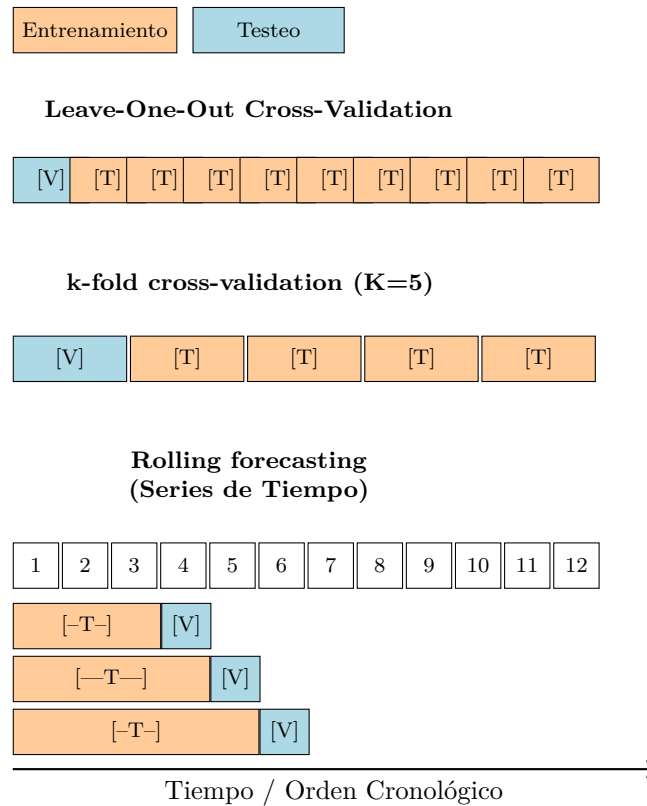 Entrenamiento Testeo
Leave-One-Out Cross-Validation
[V] [T] [T] [T] [T] [T] [T] [T] [T] [T]
k-fold cross-validation (K=5)
[V] [T] [T] [T] [T]
Rolling forecasting
(Series de Tiempo)
1 2 3 4 5 6 7 8 9 10 11 12
[–T–] [V]
[—T—] [V]
[–T–] [V]
Tiempo / Orden Cronológico